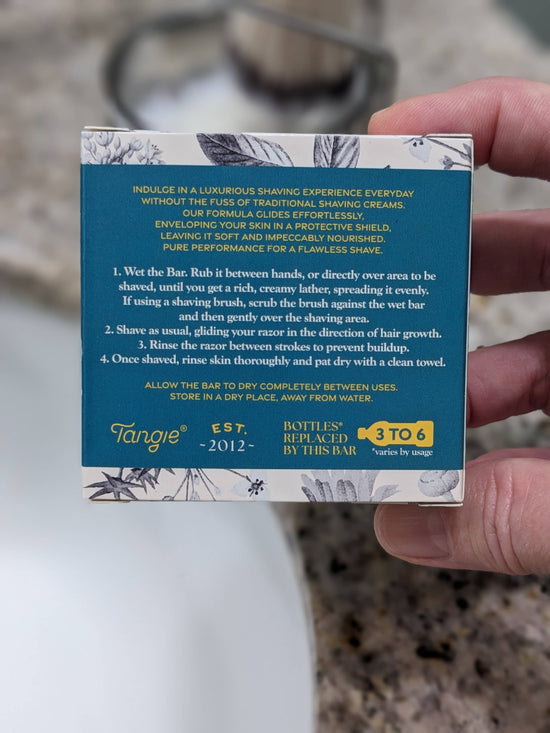 INDULGE IN A LUXURIOUS SHAVING EXPERIENCE EVERYDAY
WITHOUT THE FUSS OF TRADITIONAL SHAVING CREAMS.
OUR FORMULA GLIDES EFFORTLESSLY,
ENVELOPING YOUR SKIN IN A PROTECTIVE SHIELD,
LEAVING IT SOFT AND IMPECCABLY NOURISHED.
PURE PERFORMANCE FOR A FLAWLESS SHAVE.
1. Wet the Bar. Rub it between hands, or directly over area to be
shaved, until you get a rich, creamy lather, spreading it evenly.
If using a shaving brush, scrub the brush against the wet bar
and then gently over the shaving area.
2. Shave as usual, gliding your razor in the direction of hair growth.
3. Rinse the razor between strokes to prevent buildup.
4. Once shaved, rinse skin thoroughly and pat dry with a clean towel.
ALLOW THE BAR TO DRY COMPLETELY BETWEEN USES.
STORE IN A DRY PLACE, AWAY FROM WATER.
Tangie®
EST.
~2012~
BOTTLES*
REPLACED
BY THIS BAR
3 TO 6
*varies by usage